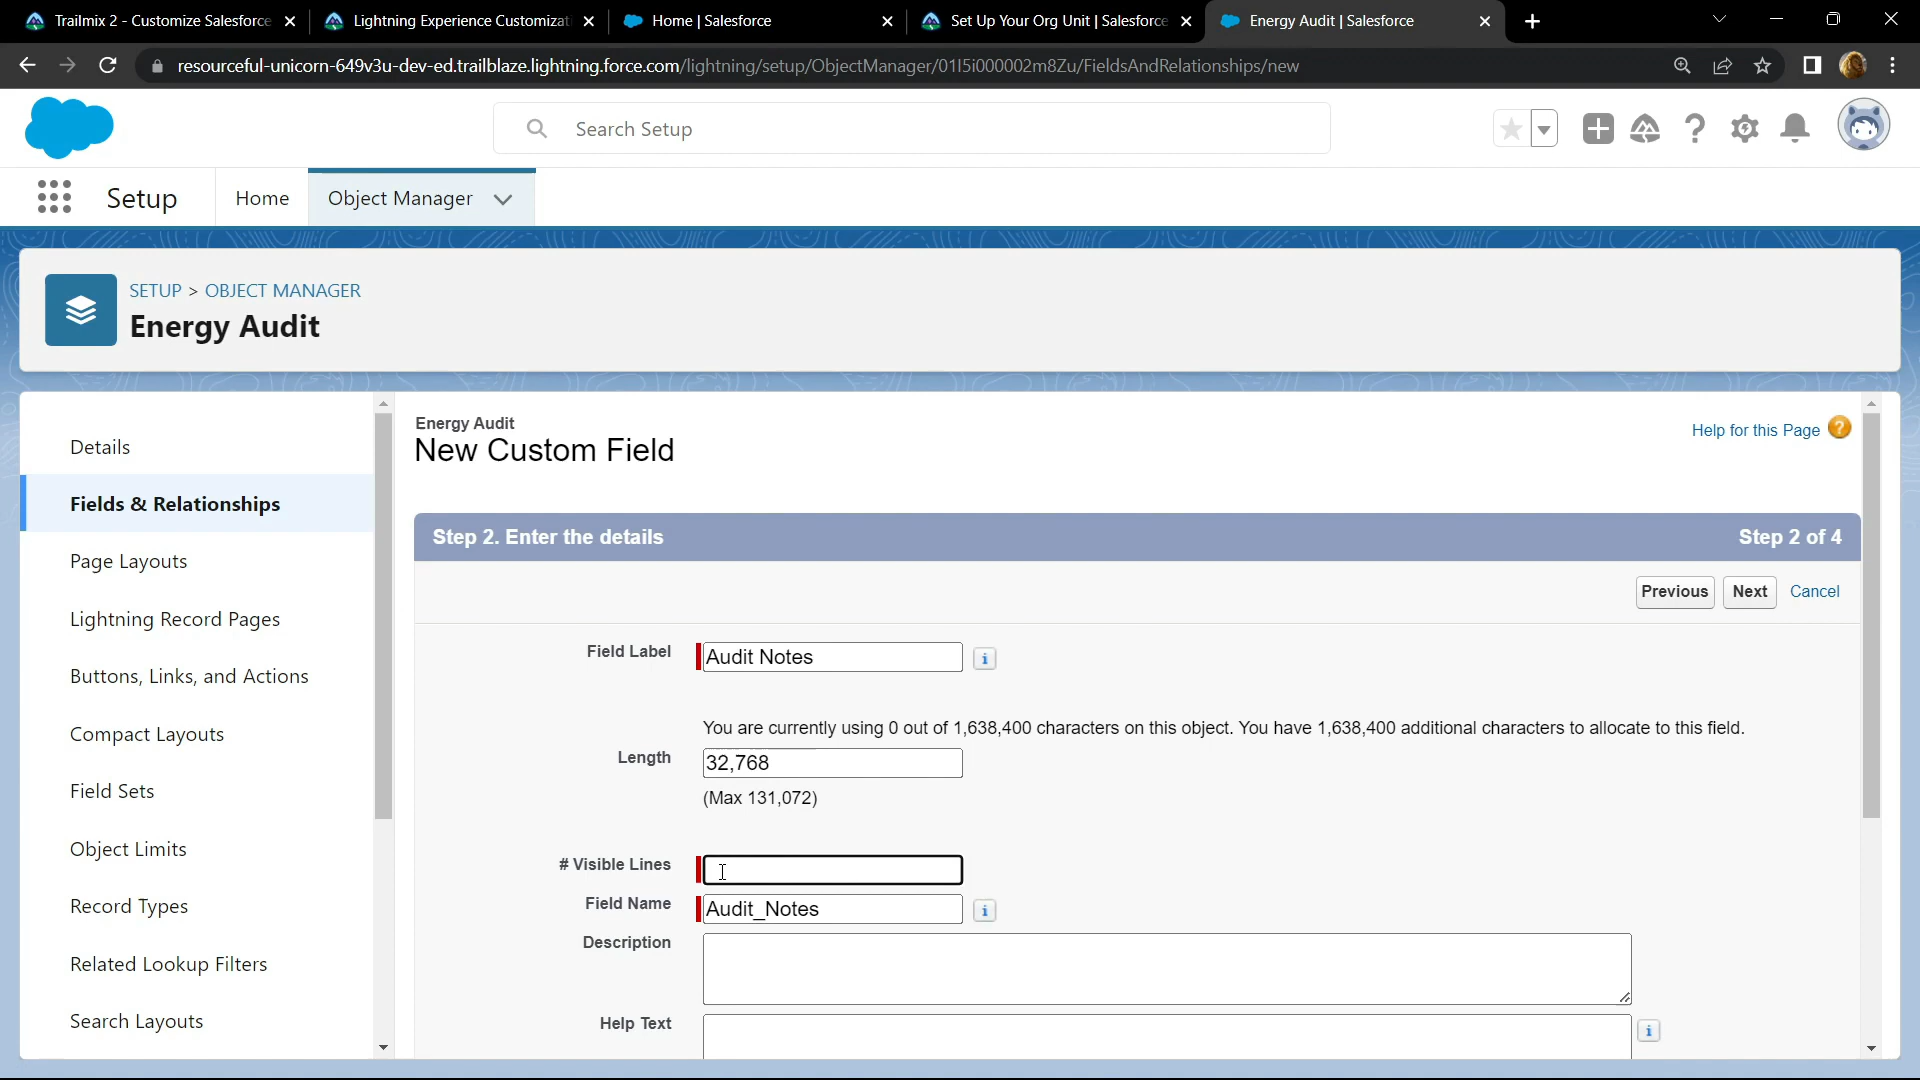 Trailmix 2 - Customize Salesforce
Lightning Experience Customizat
Home | Salesforce
Set Up Your Org Unit | Salesforce
Energy Audit | Salesforce
resourceful-unicorn-649v3u-dev-ed.trailblaze.lightning.force.com/lightning/setup/ObjectManager/01I5i000002m8Zu/FieldsAndRelationships/new
Search Setup
Setup
Home
Object Manager
SETUP > OBJECT MANAGER
Energy Audit
Details
Fields & Relationships
Page Layouts
Lightning Record Pages
Buttons, Links, and Actions
Compact Layouts
Field Sets
Object Limits
Record Types
Related Lookup Filters
Search Layouts
Energy Audit
New Custom Field
Help for this Page
Step 2. Enter the details
Step 2 of 4
Previous
Next
Cancel
Field Label
Audit Notes
You are currently using 0 out of 1,638,400 characters on this object. You have 1,638,400 additional characters to allocate to this field.
Length
32,768
(Max 131,072)
# Visible Lines
Field Name
Audit_Notes
Description
Help Text